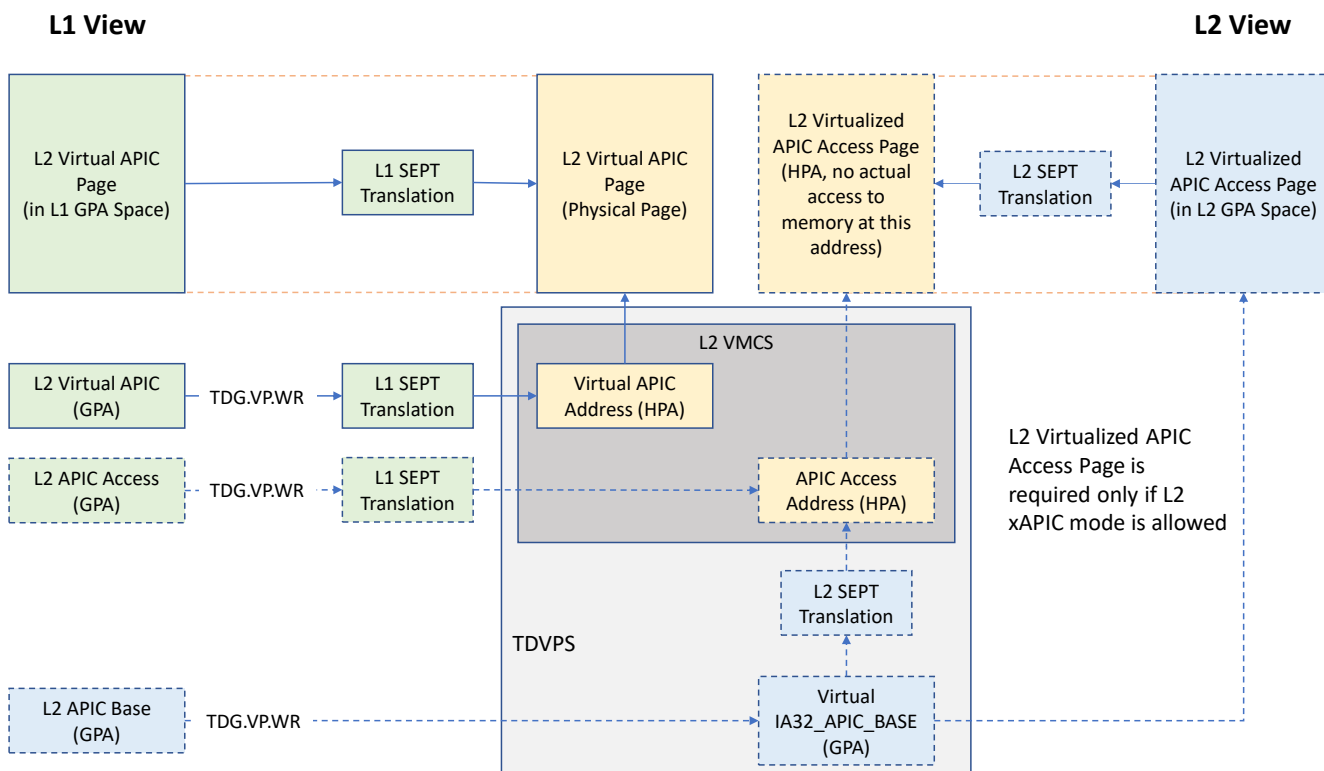 L1 View
L2 View
L2 Virtual APIC
Page
(in L1 GPA Space)
L1 SEPT
Translation
L2 Virtual APIC
Page
(Physical Page)
L2 Virtualized
APIC Access Page
(HPA, no actual
access to
memory at this
address)
L2 SEPT
Translation
L2 Virtualized
APIC Access Page
(in L2 GPA Space)
L2 VMCS
L2 Virtual APIC
(GPA)
TDG.VP.WR
L1 SEPT
Translation
Virtual APIC
Address (HPA)
L2 APIC Access
(GPA)
TDG.VP.WR
L1 SEPT
Translation
APIC Access
Address (HPA)
L2 Virtualized APIC
Access Page is
required only if L2
xAPIC mode is allowed
L2 SEPT
Translation
TDVPS
L2 APIC Base
(GPA)
TDG.VP.WR
Virtual
IA32_APIC_BASE
(GPA)